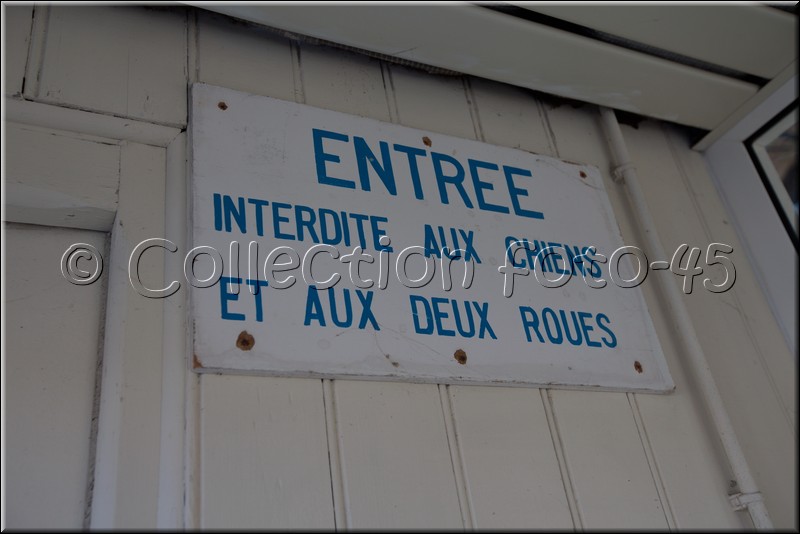 ENTREE
INTERDITE AUX CHIENS
© Collection foto-45
ET AUX DEUX ROUES